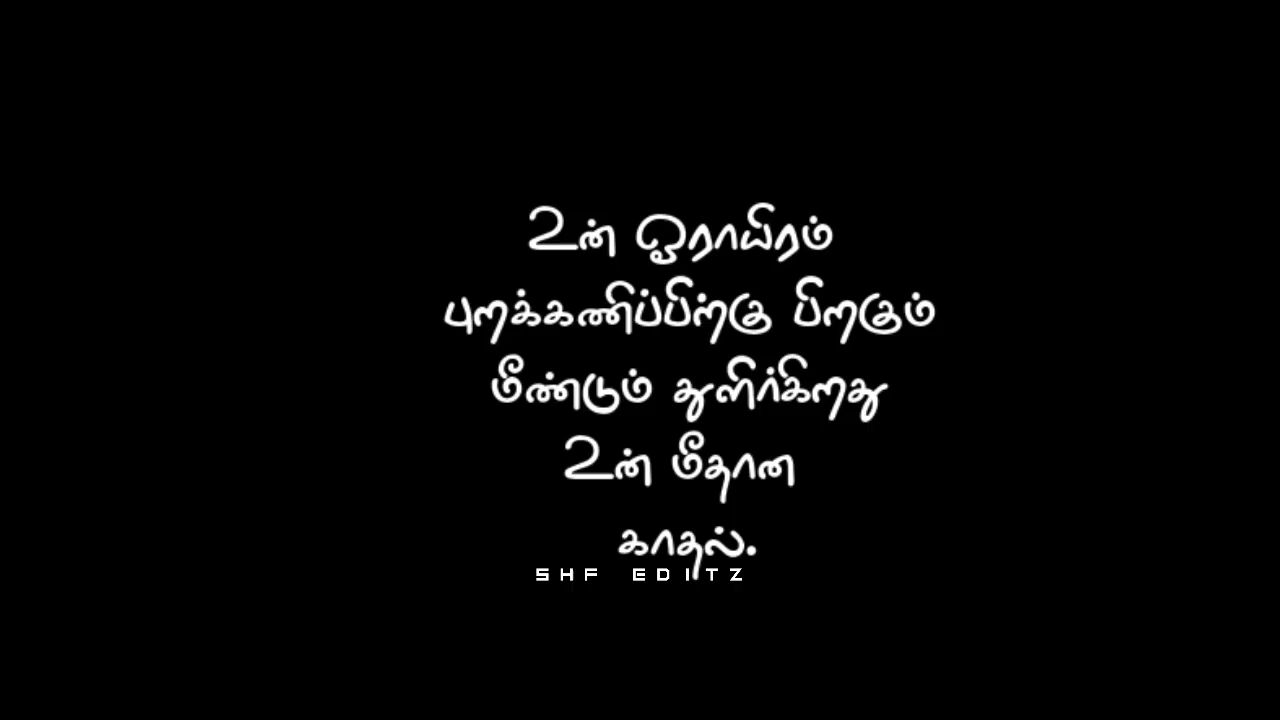 உன் ஓராயிரம்
புறக்கணிப்பிற்கு பிறகும்
மீண்டும் துளிர்கிறது
உன் மீதான
காதல்.
SHF EDITZ